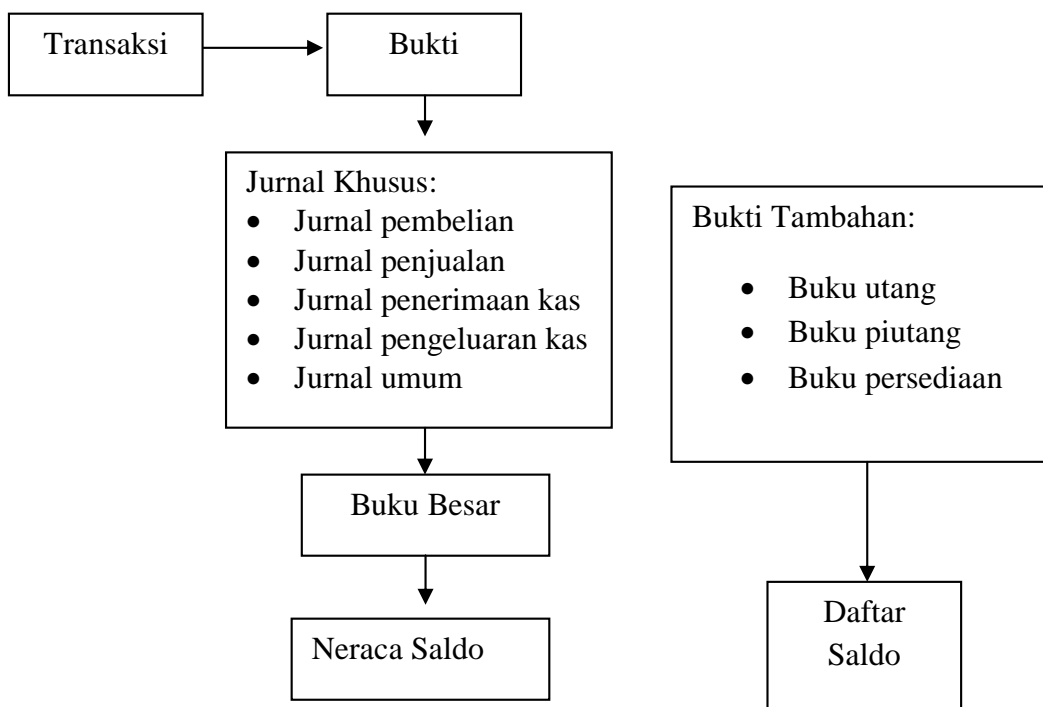 Transaksi
Bukti
Jurnal Khusus:
• Jurnal pembelian
• Jurnal penjualan
• Jurnal penerimaan kas
• Jurnal pengeluaran kas
• Jurnal umum
Bukti Tambahan:
• Buku utang
• Buku piutang
• Buku persediaan
Buku Besar
Neraca Saldo
Daftar
Saldo